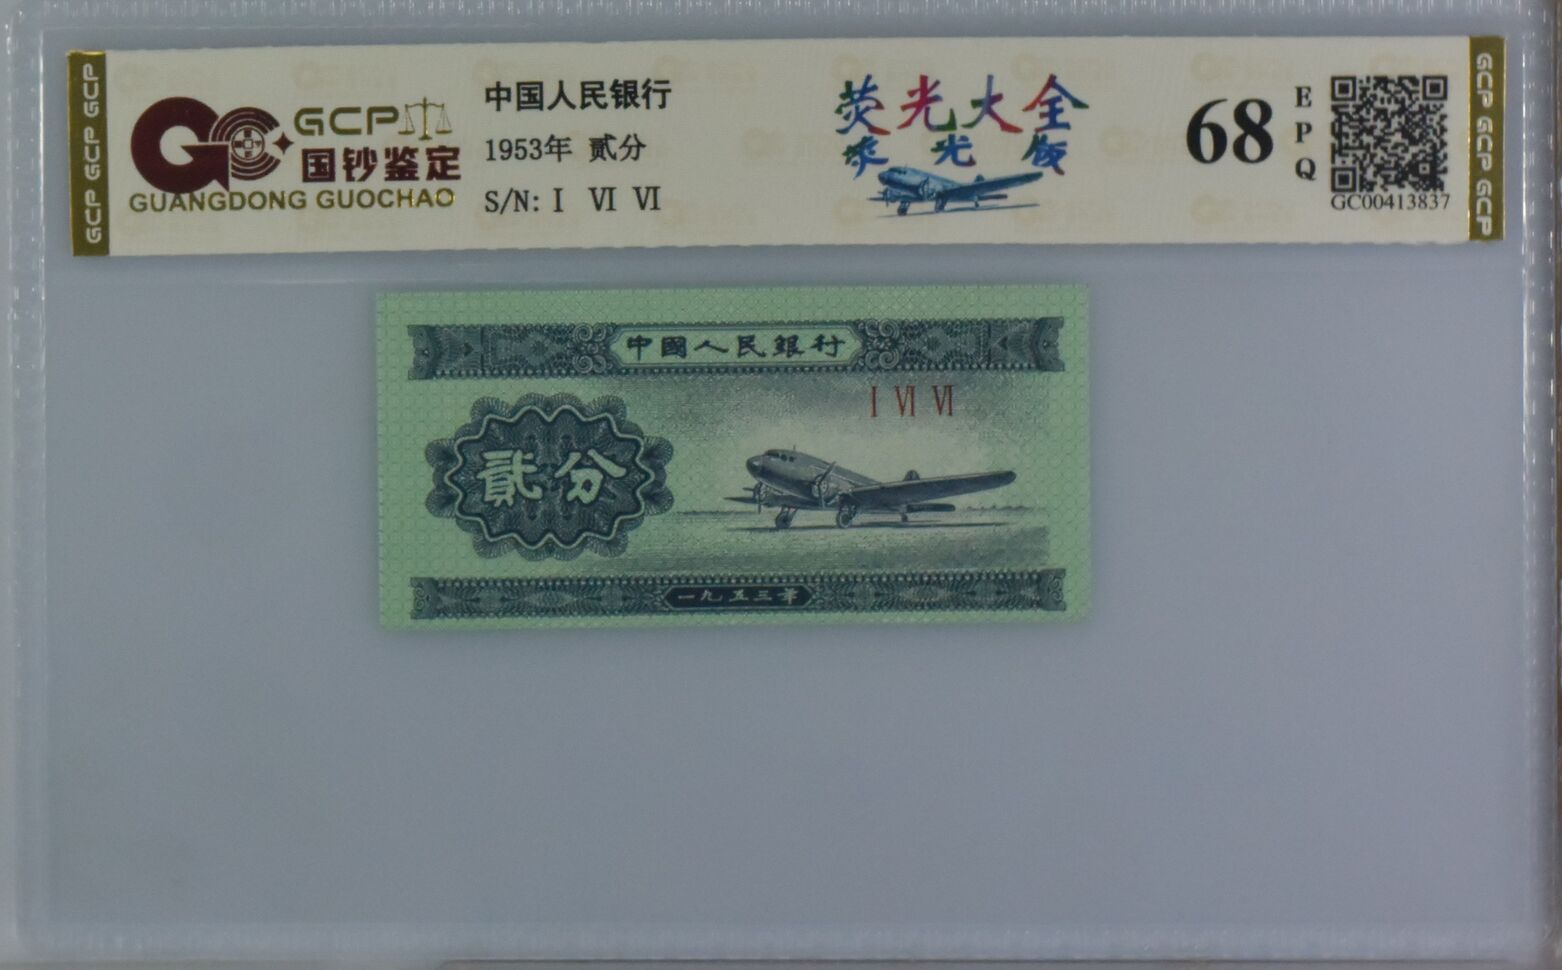 GCP GCP GCP
GCP
国钞鉴定
GUANGDONG GUOCHAO
中国人民银行
1953年 贰分
S/N: I VI VI
荧光大全
荧光版
68
EPQ
GC00413837
GCP GCP GCP
中國人民銀行
I VI VI
貳分
一九五三年